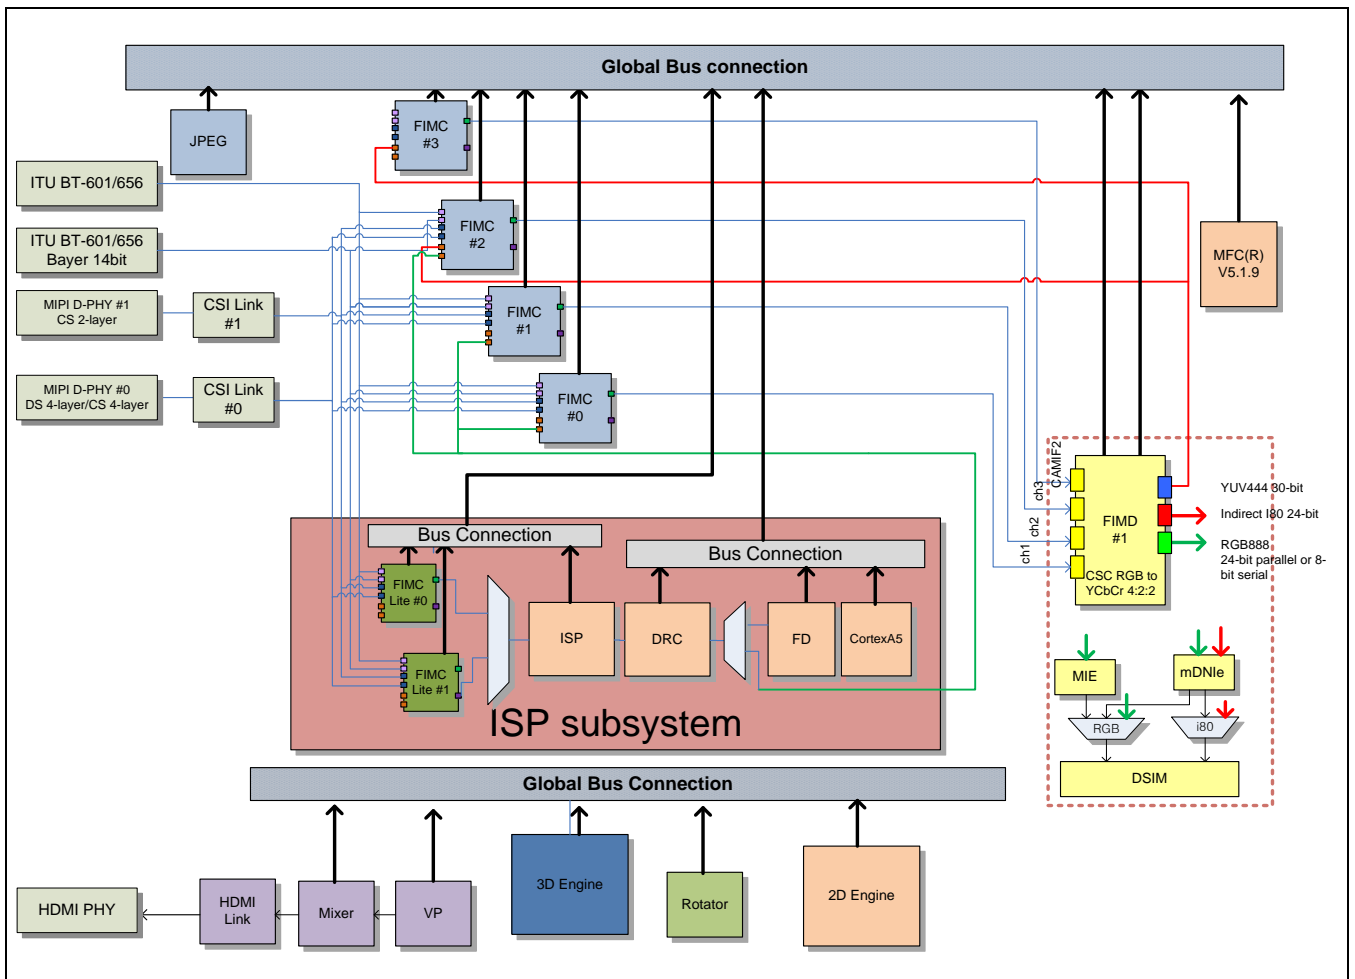 Global Bus connection
JPEG
FIMC
#3
ITU BT-601/656
FIMC
#2
ITU BT-601/656
Bayer 14bit
MFC(R)
V5.1.9
MIPI D-PHY #1
CS 2-layer
CSI Link
#1
FIMC
#1
MIPI D-PHY #0
DS 4-layer/CS 4-layer
CSI Link
#0
FIMC
#0
CAMIF2
ch3
ch2
ch1
FIMD
#1
CSC RGB to
YCbCr 4:2:2
YUV444 30-bit
Indirect I80 24-bit
RGB888
24-bit parallel or 8-
bit serial
Bus Connection
Bus Connection
FIMC
Lite #0
FIMC
Lite #1
ISP
DRC
FD
CortexA5
ISP subsystem
MIE
mDNIe
RGB
i80
DSIM
Global Bus Connection
3D Engine
2D Engine
Rotator
HDMI PHY
HDMI
Link
Mixer
VP